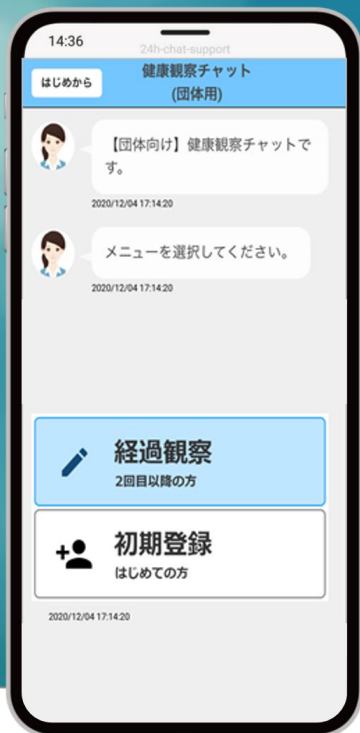 14:36
24h-chat-support
はじめから
健康観察チャット
(団体用)
【団体向け】健康観察チャットで
す。
2020/12/04 17:14:20
メニューを選択してください。
2020/12/04 17:14:20
経過観察
2回目以降の方
初期登録
はじめての方
2020/12/04 17:14:20